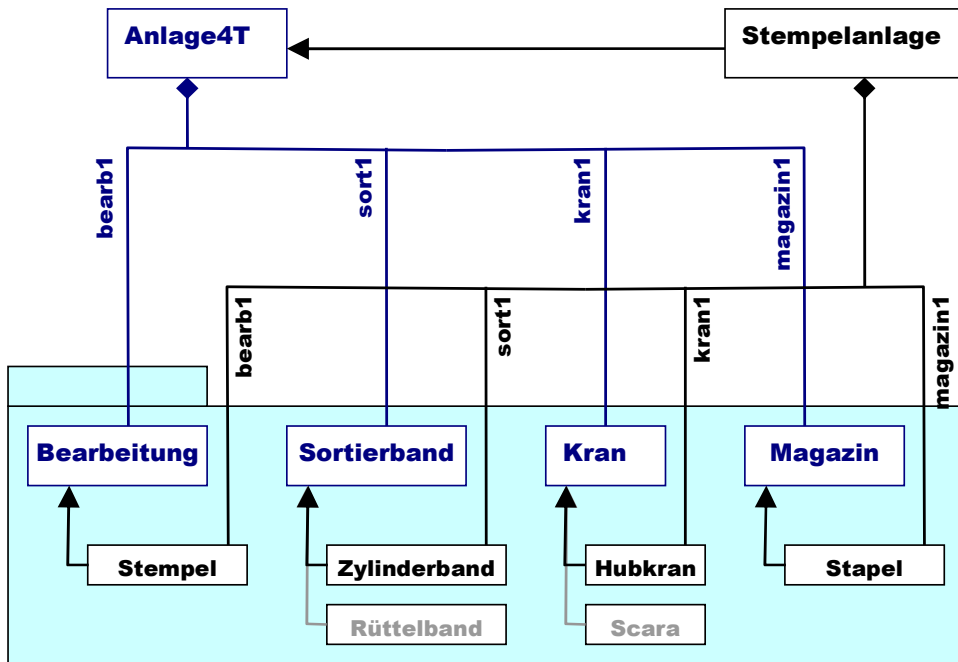 Anlage4T
Stempelanlage
bearb1
sort1
kran1
magazin1
bearb1
sort1
kran1
magazin1
Bearbeitung
Sortierband
Kran
Magazin
Stempel
Zylinderband
Hubkran
Stapel
Rüttelband
Scara